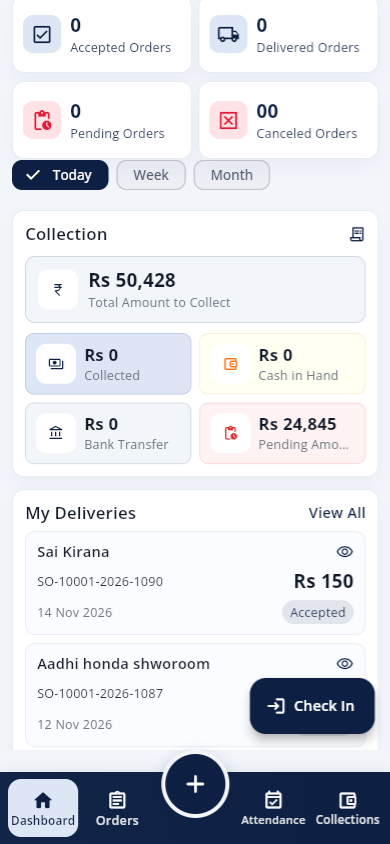 0
Accepted Orders
0
Delivered Orders
0
Pending Orders
00
Canceled Orders
Today
Week
Month
Collection
₹
Rs 50,428
Total Amount to Collect
Rs 0
Collected
Rs 0
Cash in Hand
Rs 0
Bank Transfer
Rs 24,845
Pending Amo...
My Deliveries
View All
Sai Kirana
SO-10001-2026-1090
Rs 150
14 Nov 2026
Accepted
Aadhi honda shworoom
SO-10001-2026-1087
12 Nov 2026
Check In
Dashboard
Orders
Attendance
Collections